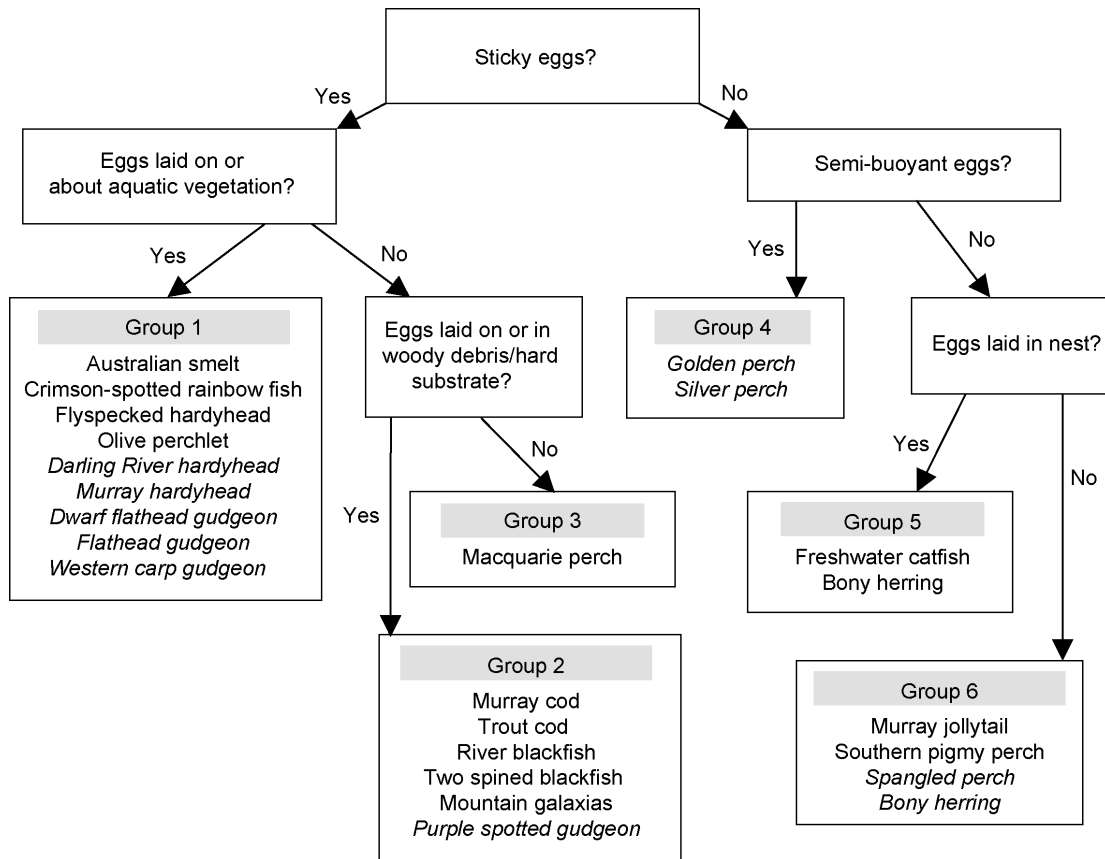 Sticky eggs?
Yes
No
Eggs laid on or
about aquatic vegetation?
Semi-buoyant eggs?
Yes
No
Yes
No
Group 1
Australian smelt
Crimson-spotted rainbow fish
Flyspecked hardyhead
Olive perchlet
Darling River hardyhead
Murray hardyhead
Dwarf flathead gudgeon
Flathead gudgeon
Western carp gudgeon
Eggs laid on or in
woody debris/hard
substrate?
Group 4
Golden perch
Silver perch
Eggs laid in nest?
Yes
No
Yes
No
Group 3
Macquarie perch
Group 5
Freshwater catfish
Bony herring
Group 2
Murray cod
Trout cod
River blackfish
Two spined blackfish
Mountain galaxias
Purple spotted gudgeon
Group 6
Murray jollytail
Southern pigmy perch
Spangled perch
Bony herring